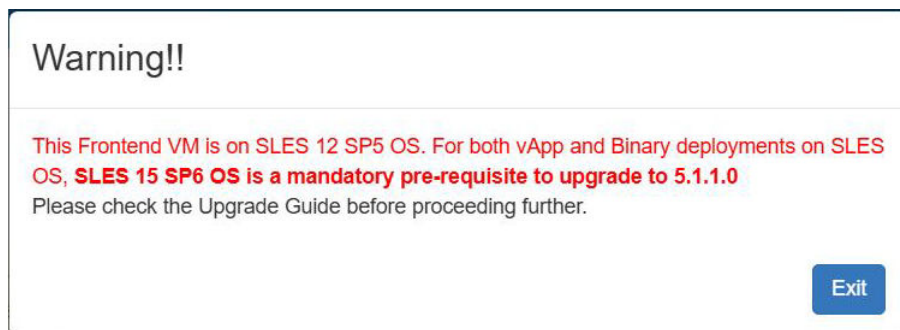 Warning!!
This Frontend VM is on SLES 12 SP5 OS. For both vApp and Binary deployments on SLES
OS, SLES 15 SP6 OS is a mandatory pre-requisite to upgrade to 5.1.1.0
Please check the Upgrade Guide before proceeding further.
Exit